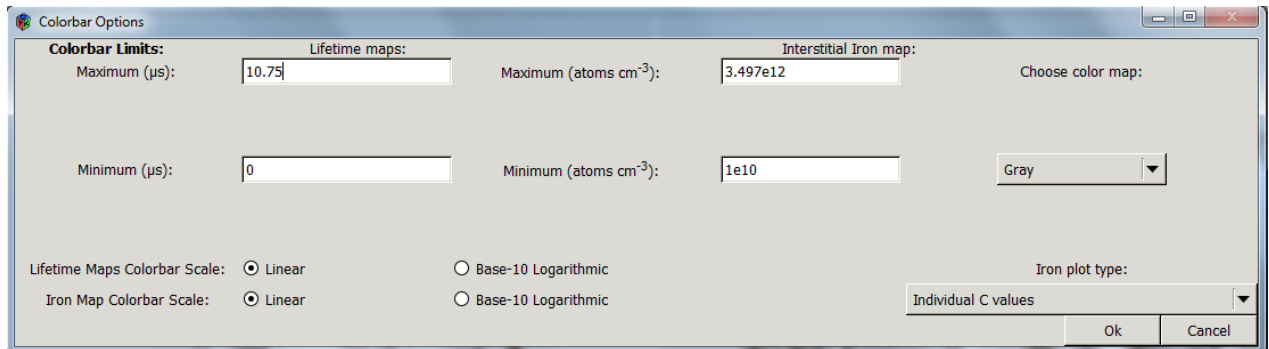 Colorbar Options
Colorbar Limits: Lifetime maps: Interstitial Iron map:
Maximum (µs): 10.75 Maximum (atoms cm-3): 3.497e12 Choose color map:
Minimum (µs): 0 Minimum (atoms cm-3): 1e10 Gray
Lifetime Maps Colorbar Scale: Linear Base-10 Logarithmic Iron plot type:
Iron Map Colorbar Scale: Linear Base-10 Logarithmic Individual C values
Ok Cancel